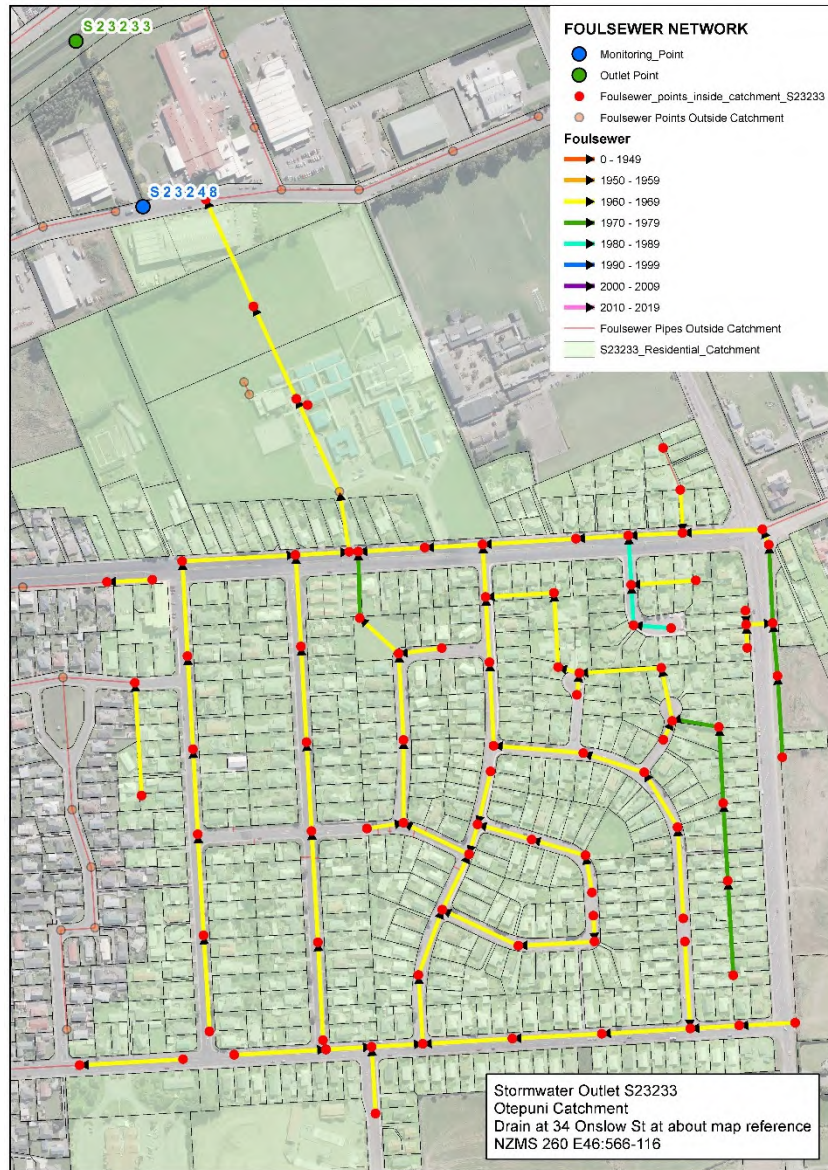 S23233
S23248
FOULSEWER NETWORK
Monitoring_Point
Outlet Point
Foulsewer_points_inside_catchment_S23233
Foulsewer Points Outside Catchment
Foulsewer
0 - 1949
1950 - 1959
1960 - 1969
1970 - 1979
1980 - 1989
1990 - 1999
2000 - 2009
2010 - 2019
Foulsewer Pipes Outside Catchment
S23233_Residential_Catchment
Stormwater Outlet S23233
Otepuni Catchment
Drain at 34 Onslow St at about map reference
NZMS 260 E46:566-116